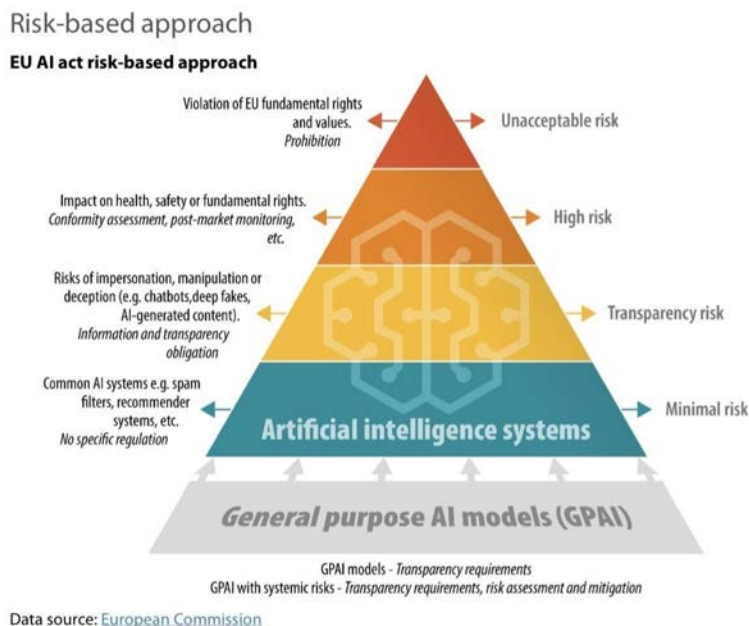 Risk-based approach
EU AI act risk-based approach
Violation of EU fundamental rights
and values.
Prohibition
Unacceptable risk
Impact on health, safety or fundamental rights.
Conformity assessment, post-market monitoring,
etc.
High risk
Risks of impersonation, manipulation or
deception (e.g. chatbots,deep fakes,
AI-generated content).
Information and transparency
obligation
Transparency risk
Common AI systems e.g. spam
filters, recommender
systems, etc.
No specific regulation
Minimal risk
Artificial intelligence systems
General purpose AI models (GPAI)
GPAI models - Transparency requirements
GPAI with systemic risks - Transparency requirements, risk assessment and mitigation
Data source: European Commission